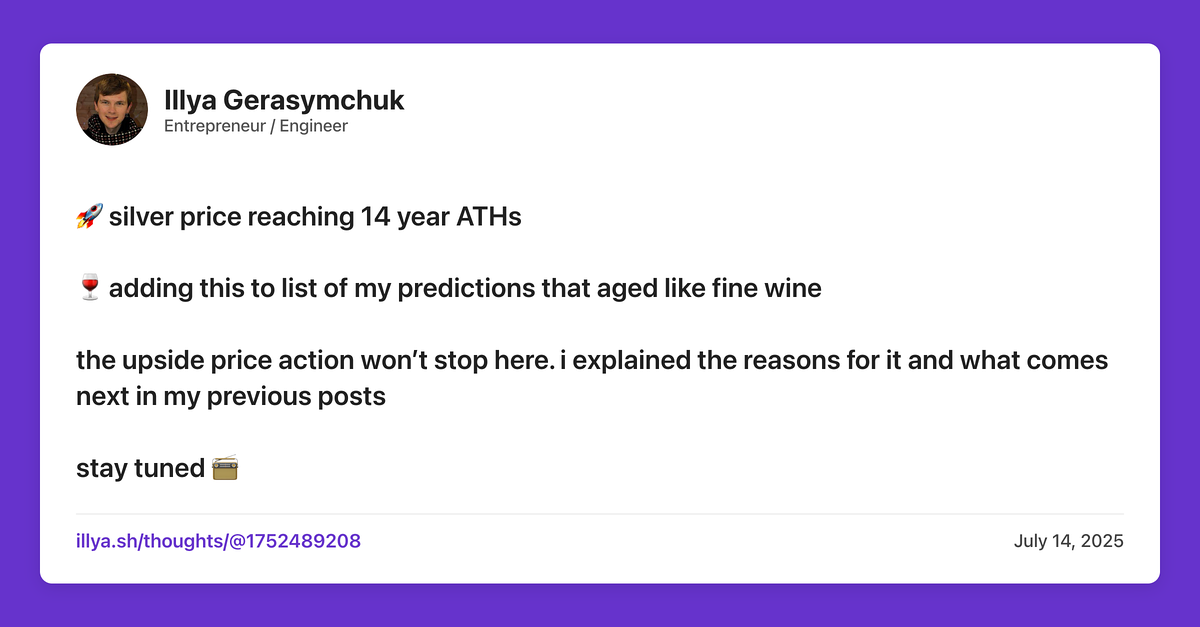 Illya Gerasymchuk
Entrepreneur / Engineer
🚀 silver price reaching 14 year ATHs
🍷 adding this to list of my predictions that aged like fine wine
the upside price action won’t stop here. i explained the reasons for it and what comes
next in my previous posts
stay tuned 📻
illya.sh/thoughts/@1752489208
July 14, 2025